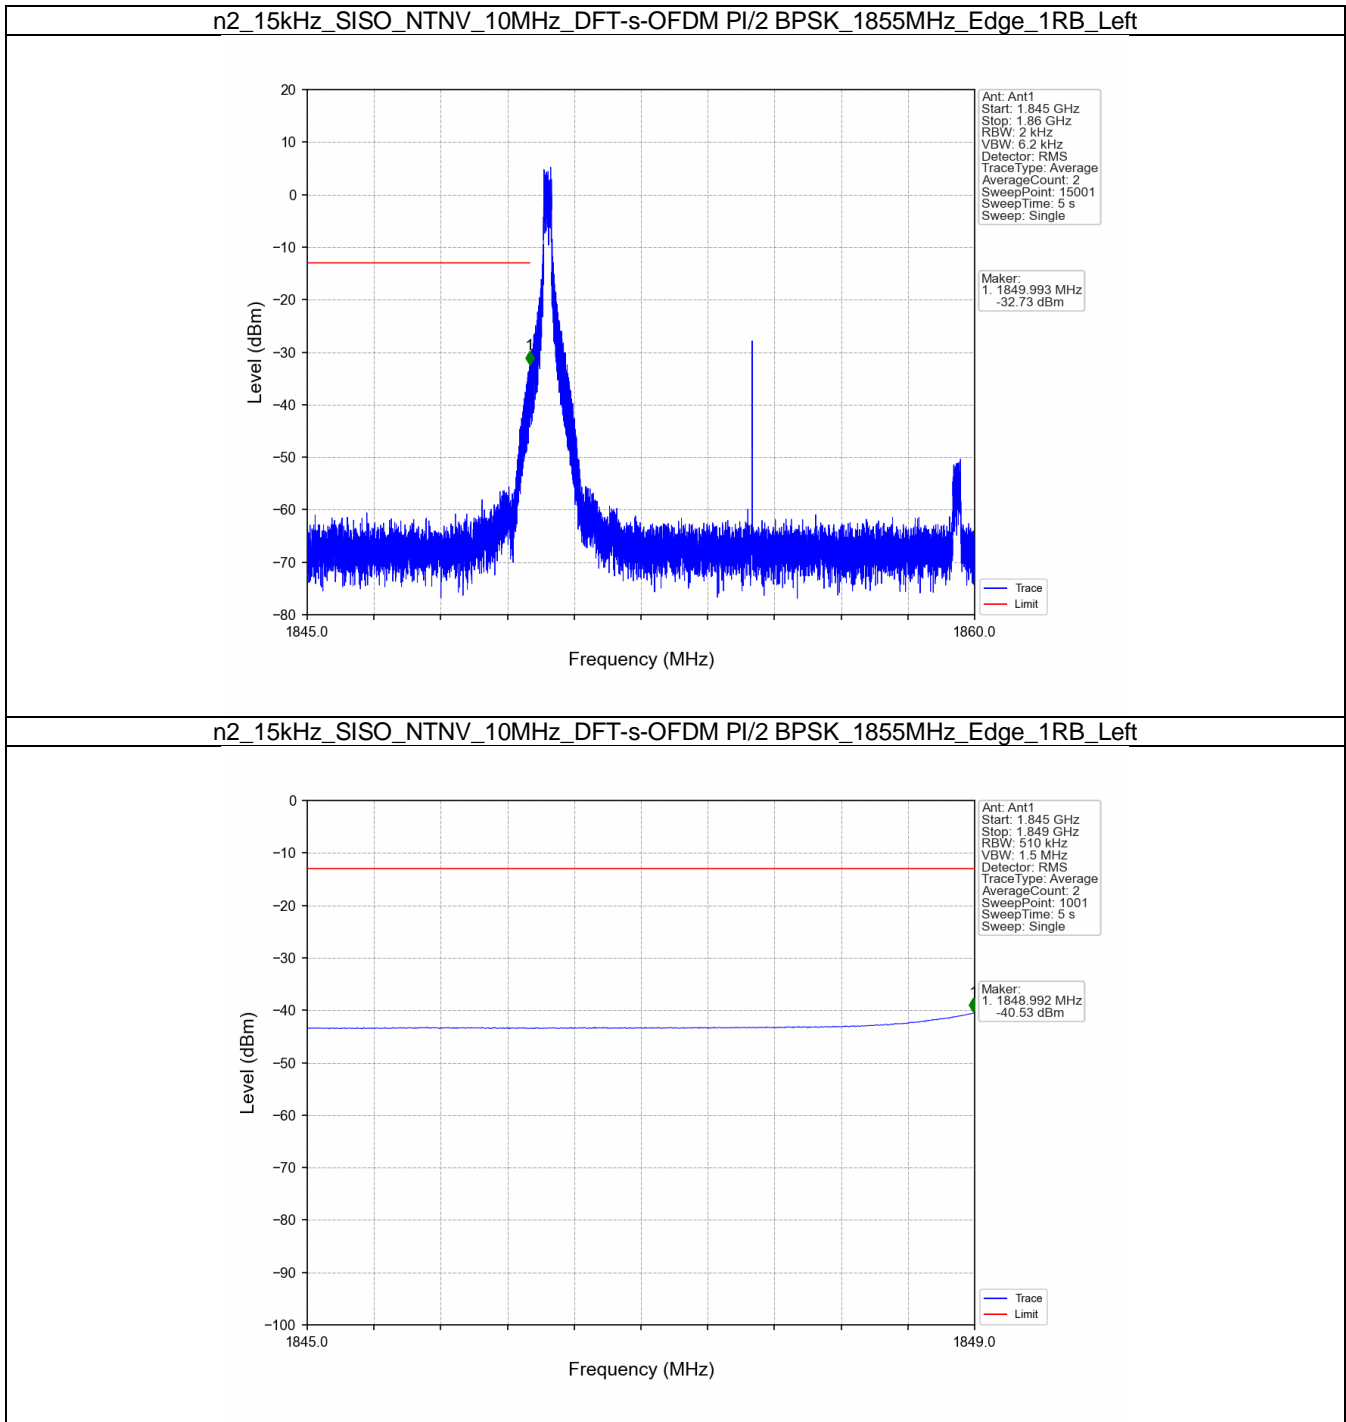 n2_15kHz_SISO_NTNV_10MHz_DFT-s-OFDM PI/2 BPSK_1855MHz_Edge_1RB_Left
20
10
0
−10
−20
−30
−40
−50
−60
−70
−80
Level (dBm)
1845.0
1860.0
Frequency (MHz)
1
Ant: Ant1
Start: 1.845 GHz
Stop: 1.86 GHz
RBW: 2 kHz
VBW: 6.2 kHz
Detector: RMS
TraceType: Average
AverageCount: 2
SweepPoint: 15001
SweepTime: 5 s
Sweep: Single
Maker:
1. 1849.993 MHz
-32.73 dBm
Trace
Limit
n2_15kHz_SISO_NTNV_10MHz_DFT-s-OFDM PI/2 BPSK_1855MHz_Edge_1RB_Left
0
−10
−20
−30
−40
−50
−60
−70
−80
−90
−100
Level (dBm)
1845.0
1849.0
Frequency (MHz)
1
Ant: Ant1
Start: 1.845 GHz
Stop: 1.849 GHz
RBW: 510 kHz
VBW: 1.5 MHz
Detector: RMS
TraceType: Average
AverageCount: 2
SweepPoint: 1001
SweepTime: 5 s
Sweep: Single
Maker:
1. 1848.992 MHz
-40.53 dBm
Trace
Limit